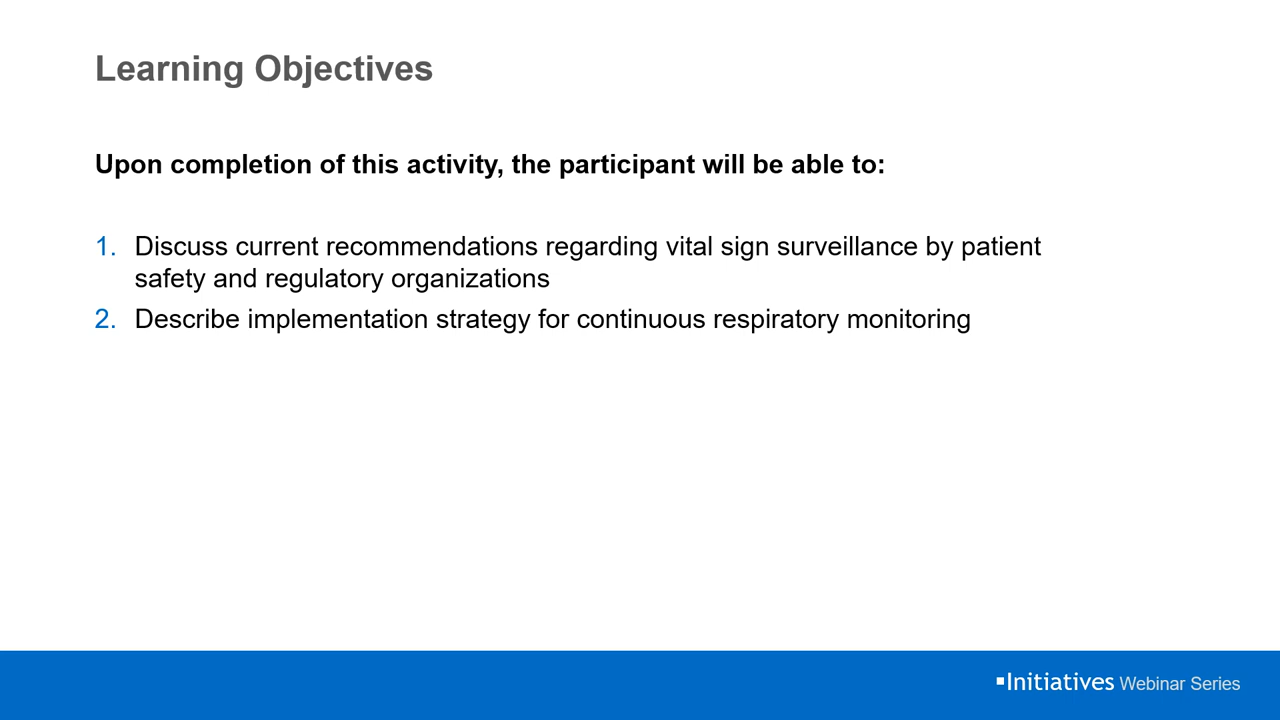 Learning Objectives
Upon completion of this activity, the participant will be able to:
1. Discuss current recommendations regarding vital sign surveillance by patient
safety and regulatory organizations
2. Describe implementation strategy for continuous respiratory monitoring
▪Initiatives Webinar Series